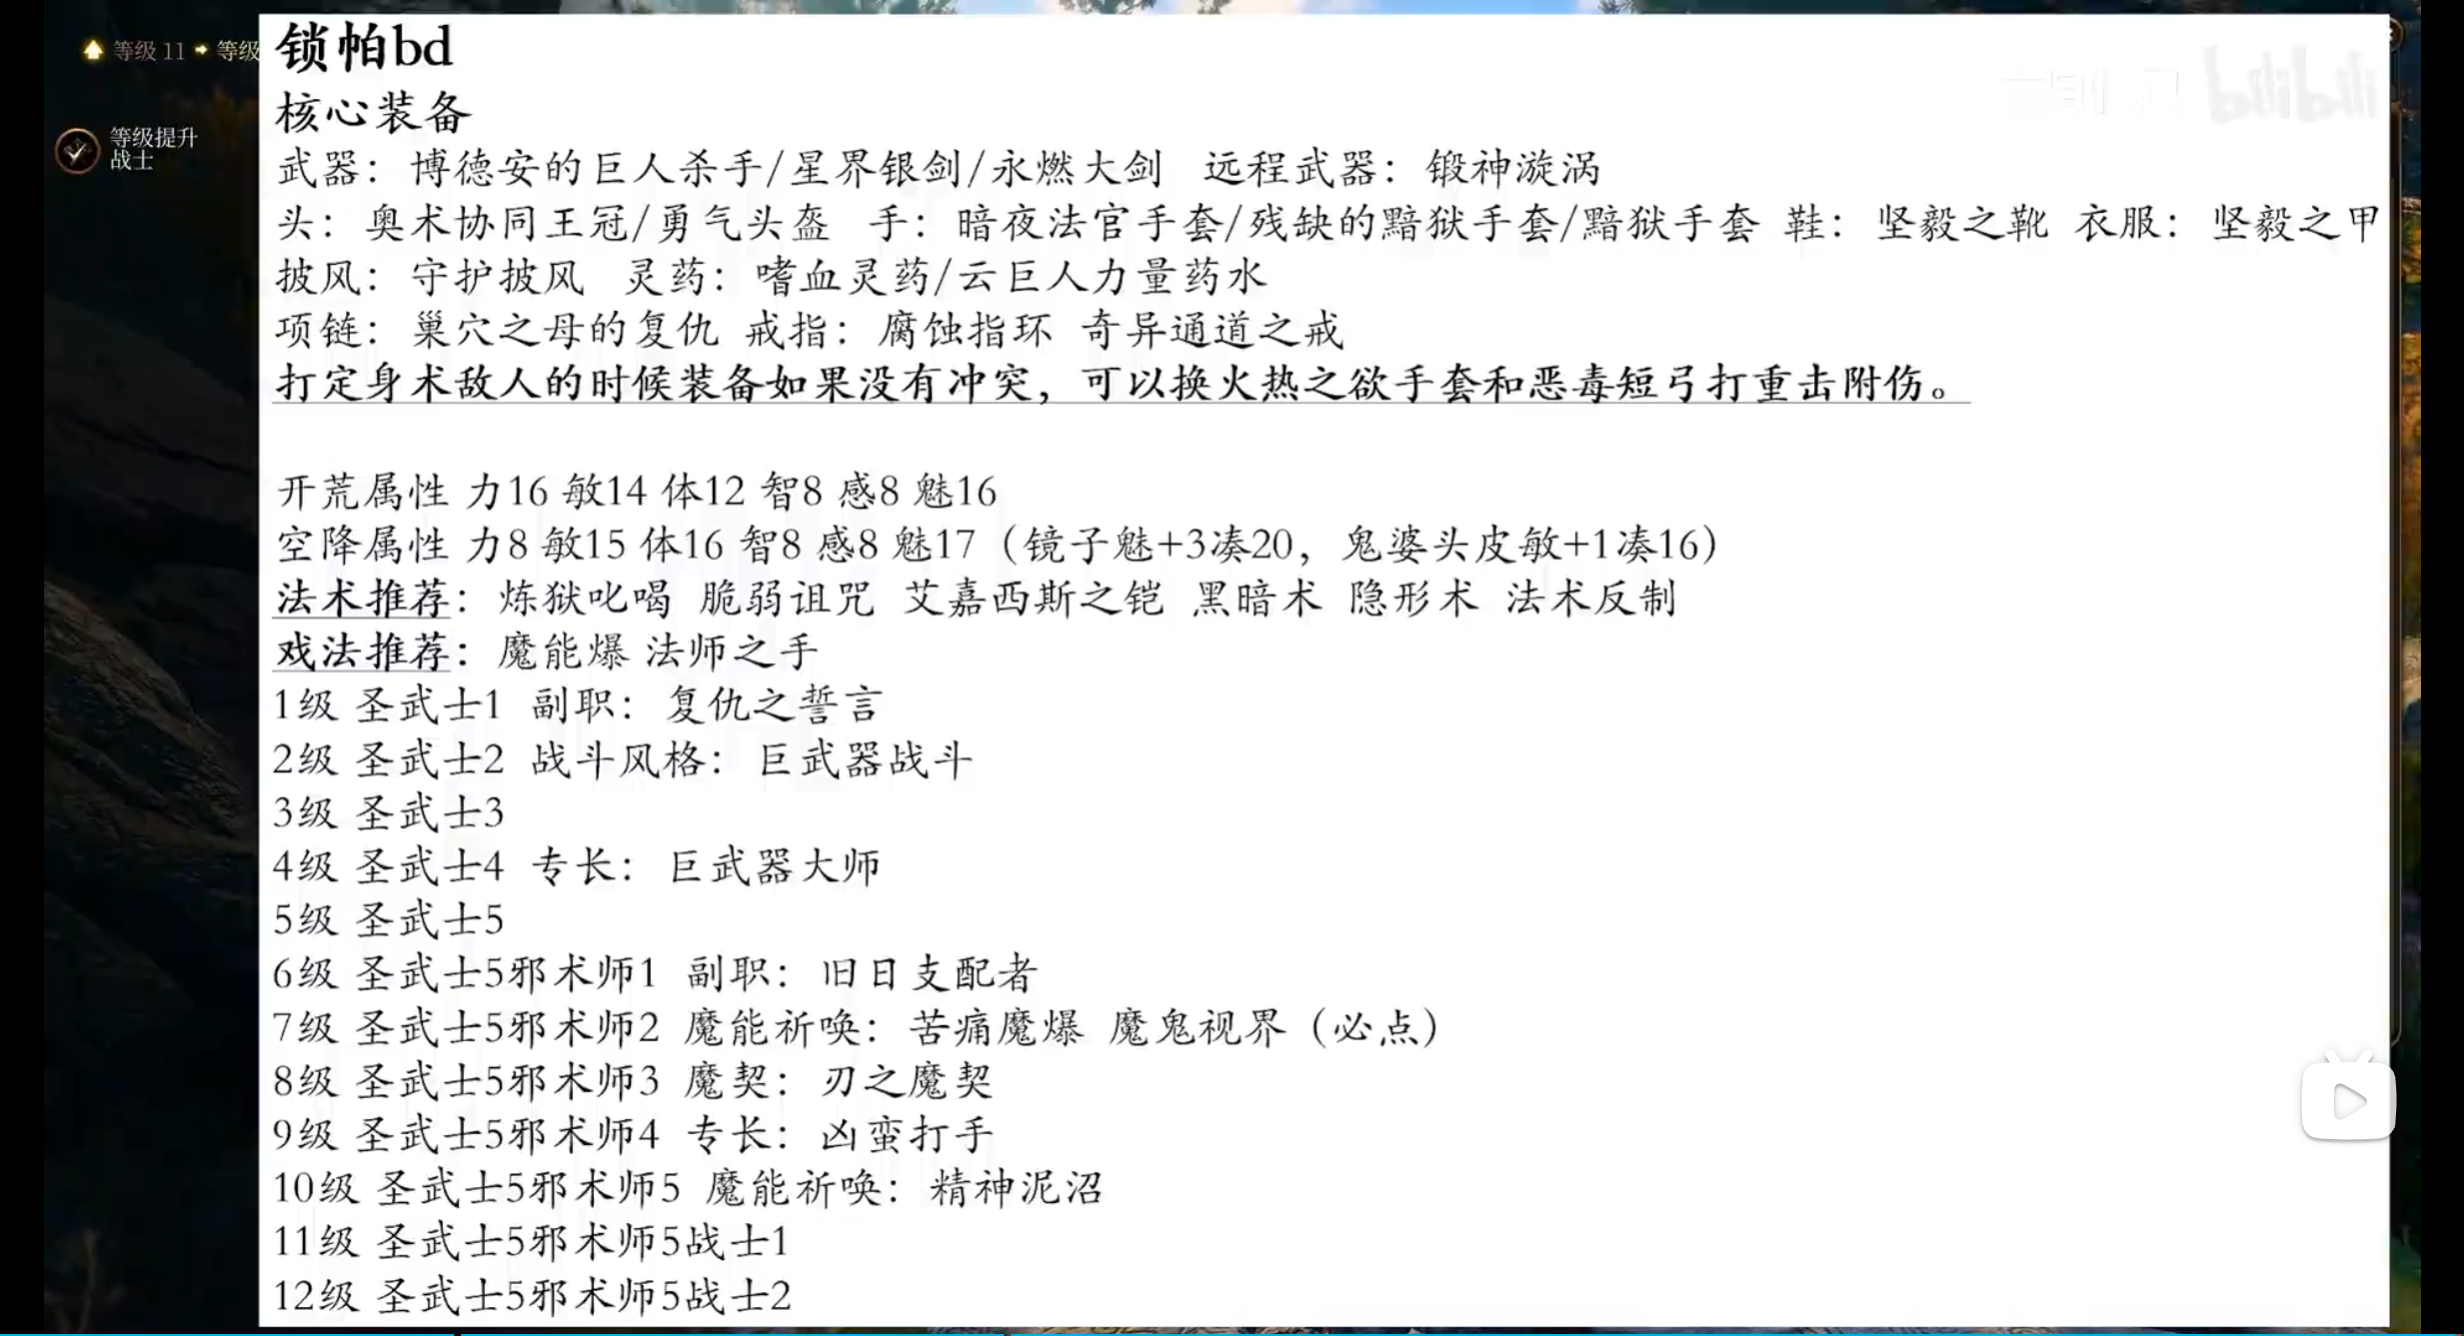 等级 11 → 等级
等级提升
战士
bilibili
锁帕bd
核心装备
武器：博德安的巨人杀手/星界银剑/永燃大剑 远程武器：锻神漩涡
头：奥术协同王冠/勇气头盔 手：暗夜法官手套/残缺的黯狱手套/黯狱手套 鞋：坚毅之靴 衣服：坚毅之甲
披风：守护披风 灵药：嗜血灵药/云巨人力量药水
项链：巢穴之母的复仇 戒指：腐蚀指环 奇异通道之戒
打定身术敌人的时候装备如果没有冲突，可以换火热之欲手套和恶毒短弓打重击附伤。
开荒属性 力16 敏14 体12 智8 感8 魅16
空降属性 力8 敏15 体16 智8 感8 魅17（镜子魅+3凑20，鬼婆头皮敏+1凑16）
法术推荐：炼狱叱喝 脆弱诅咒 艾嘉西斯之铠 黑暗术 隐形术 法术反制
戏法推荐：魔能爆 法师之手
1级 圣武士1 副职：复仇之誓言
2级 圣武士2 战斗风格：巨武器战斗
3级 圣武士3
4级 圣武士4 专长：巨武器大师
5级 圣武士5
6级 圣武士5邪术师1 副职：旧日支配者
7级 圣武士5邪术师2 魔能祈唤：苦痛魔爆 魔鬼视界（必点）
8级 圣武士5邪术师3 魔契：刃之魔契
9级 圣武士5邪术师4 专长：凶蛮打手
10级 圣武士5邪术师5 魔能祈唤：精神泥沼
11级 圣武士5邪术师5战士1
12级 圣武士5邪术师5战士2